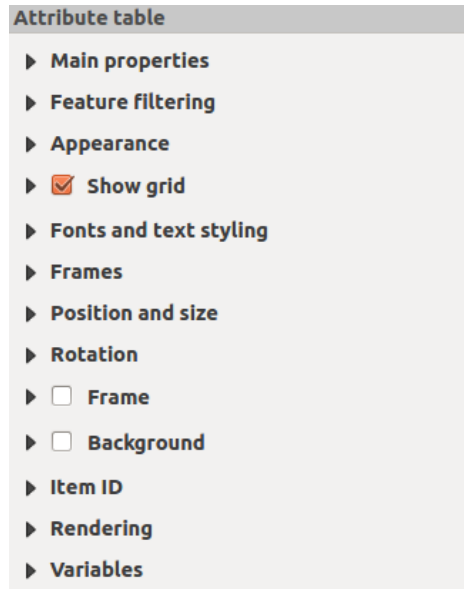 Attribute table
Main properties
Feature filtering
Appearance
Show grid
Fonts and text styling
Frames
Position and size
Rotation
Frame
Background
Item ID
Rendering
Variables